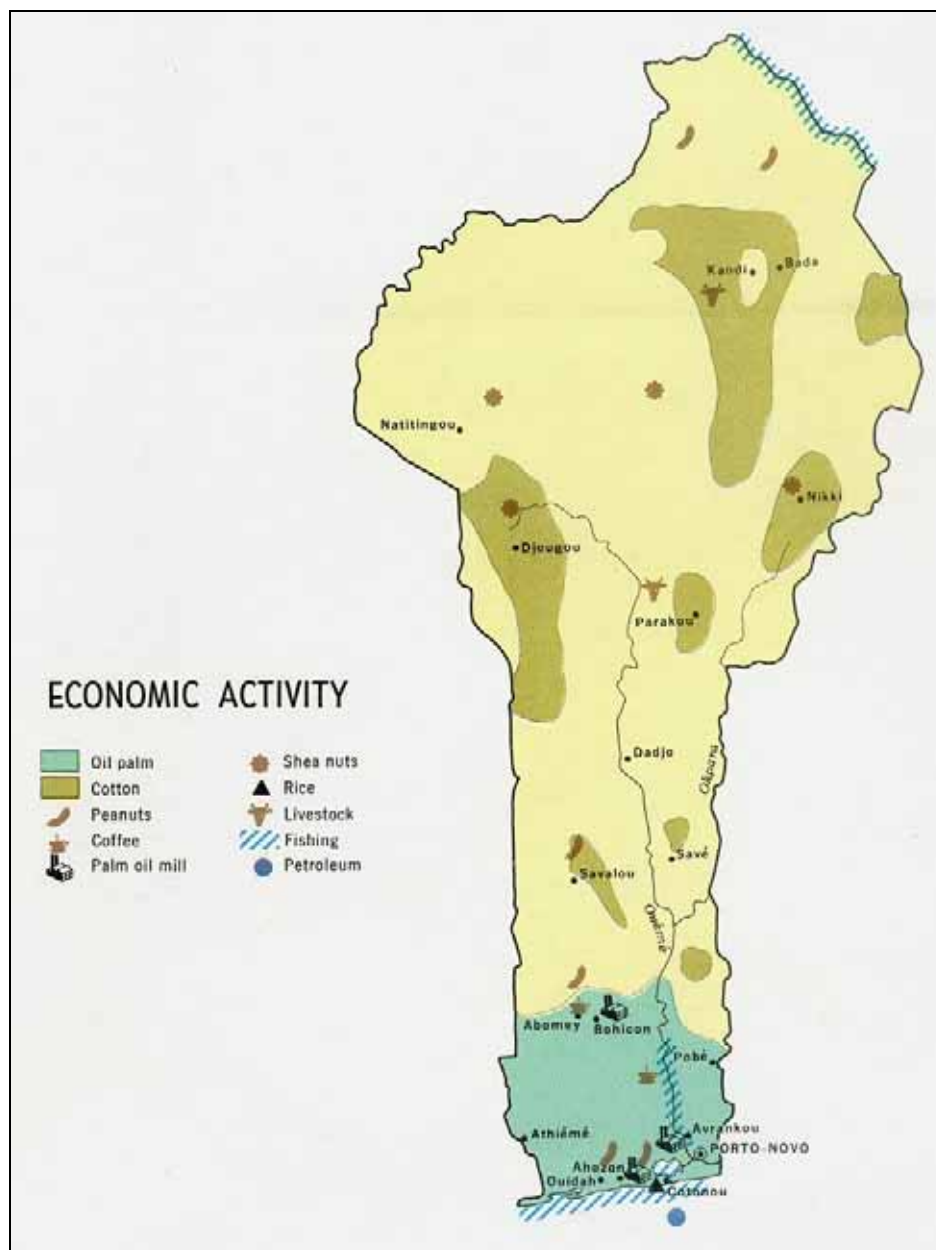 Kandi
Bada
Natitingou
Nikki
Djougou
Parakou
ECONOMIC ACTIVITY
Oil palm
Cotton
Peanuts
Coffee
Palm oil mill
Shea nuts
Rice
Livestock
Fishing
Petroleum
Dadjo
Okpara
Savé
Savalou
Ouémé
Abomey
Bohicon
Pobé
Athiémé
Avrankou
PORTO-NOVO
Ahozon
Ouidah
Cotonou